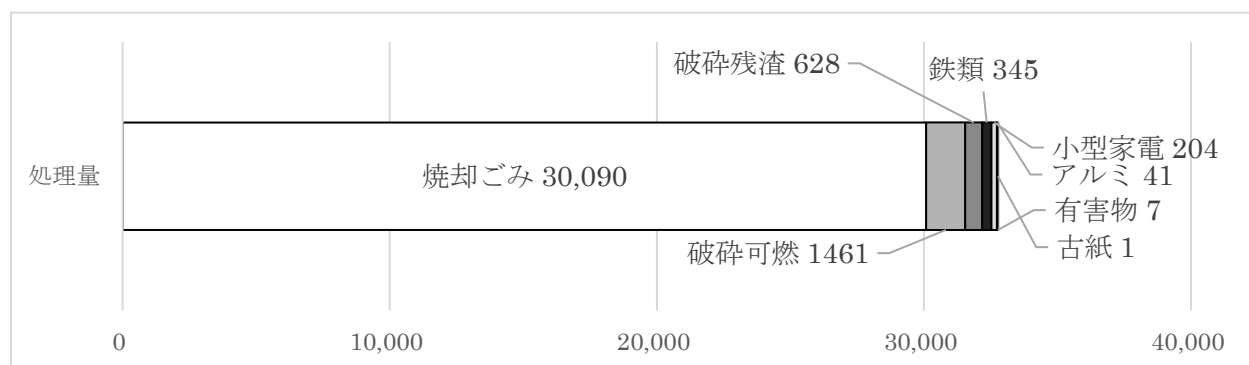 破砕残渣 628
鉄類 345
処理量
焼却ごみ 30,090
小型家電 204
アルミ 41
有害物 7
古紙 1
破砕可燃 1461
0
10,000
20,000
30,000
40,000